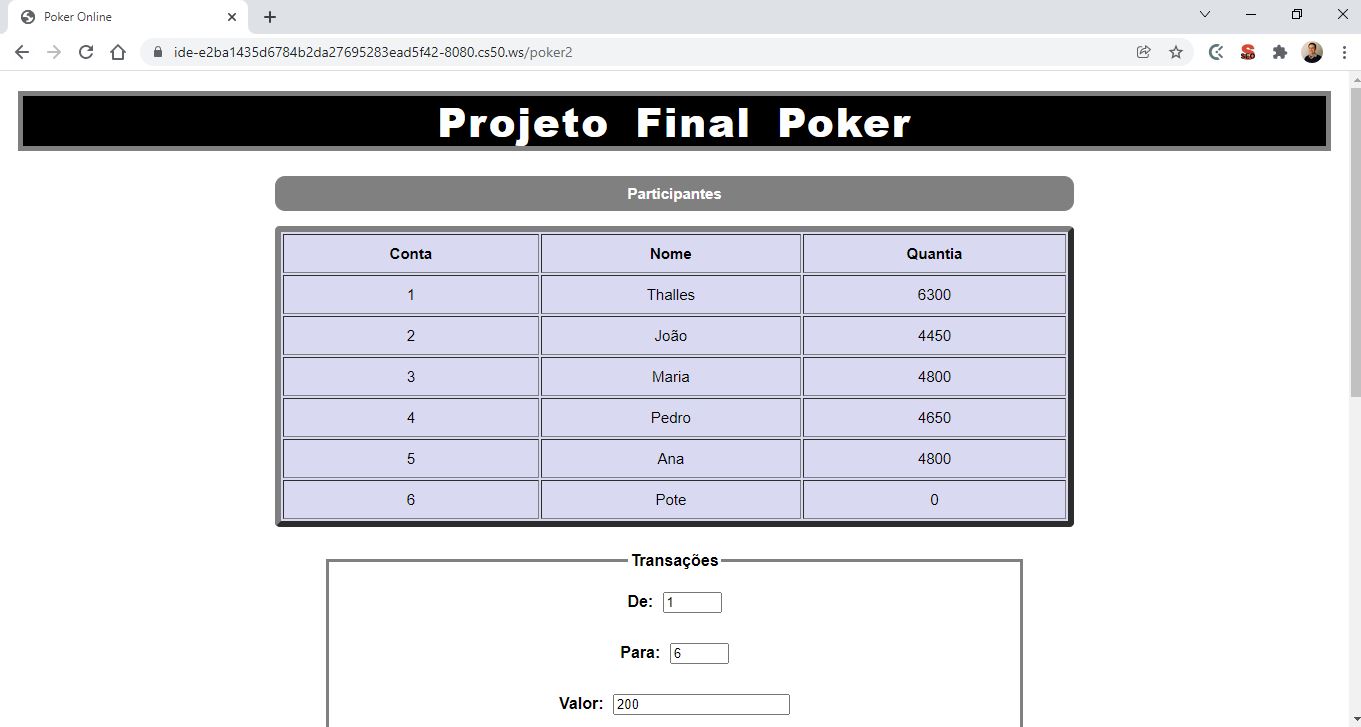 Poker Online
ide-e2ba1435d6784b2da27695283ead5f42-8080.cs50.ws/poker2
SEO
Projeto Final Poker
Participantes
Conta Nome Quantia
1 Thalles 6300
2 João 4450
3 Maria 4800
4 Pedro 4650
5 Ana 4800
6 Pote 0
Transações
De: 1
Para: 6
Valor: 200